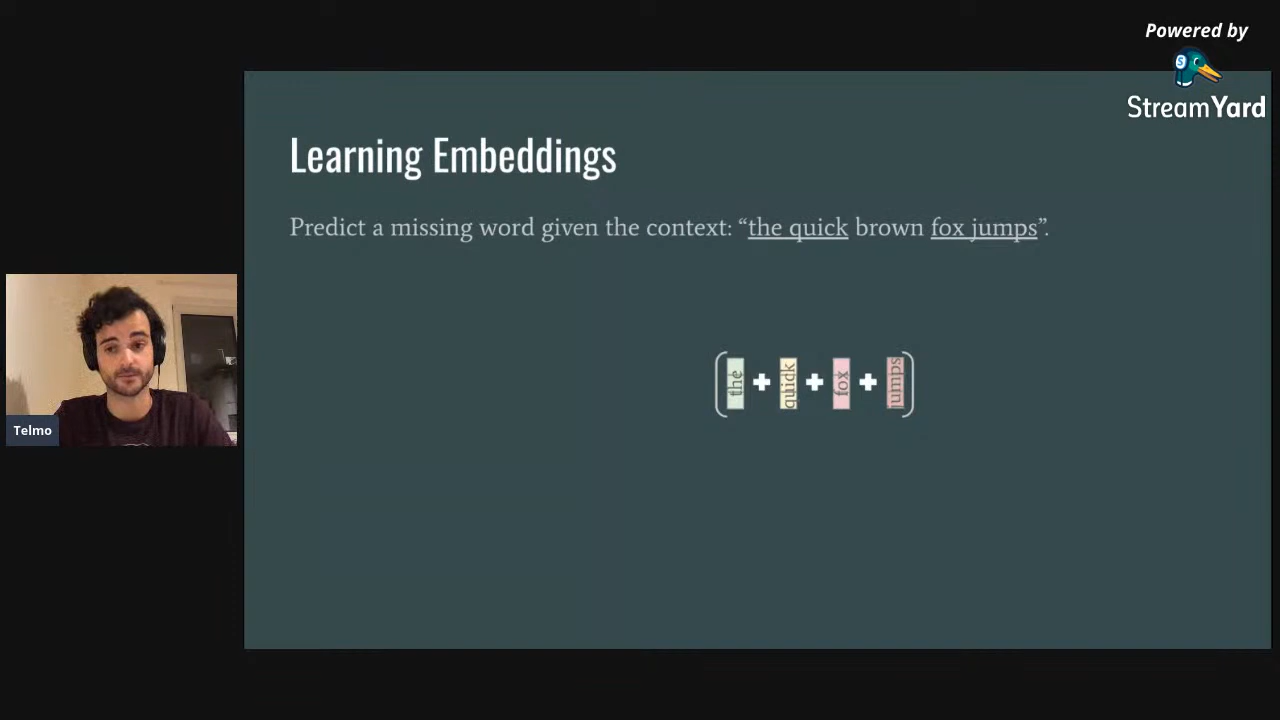 Powered by
StreamYard
Learning Embeddings
Predict a missing word given the context: “the quick brown fox jumps”.
the + quick + fox + jumps
Telmo